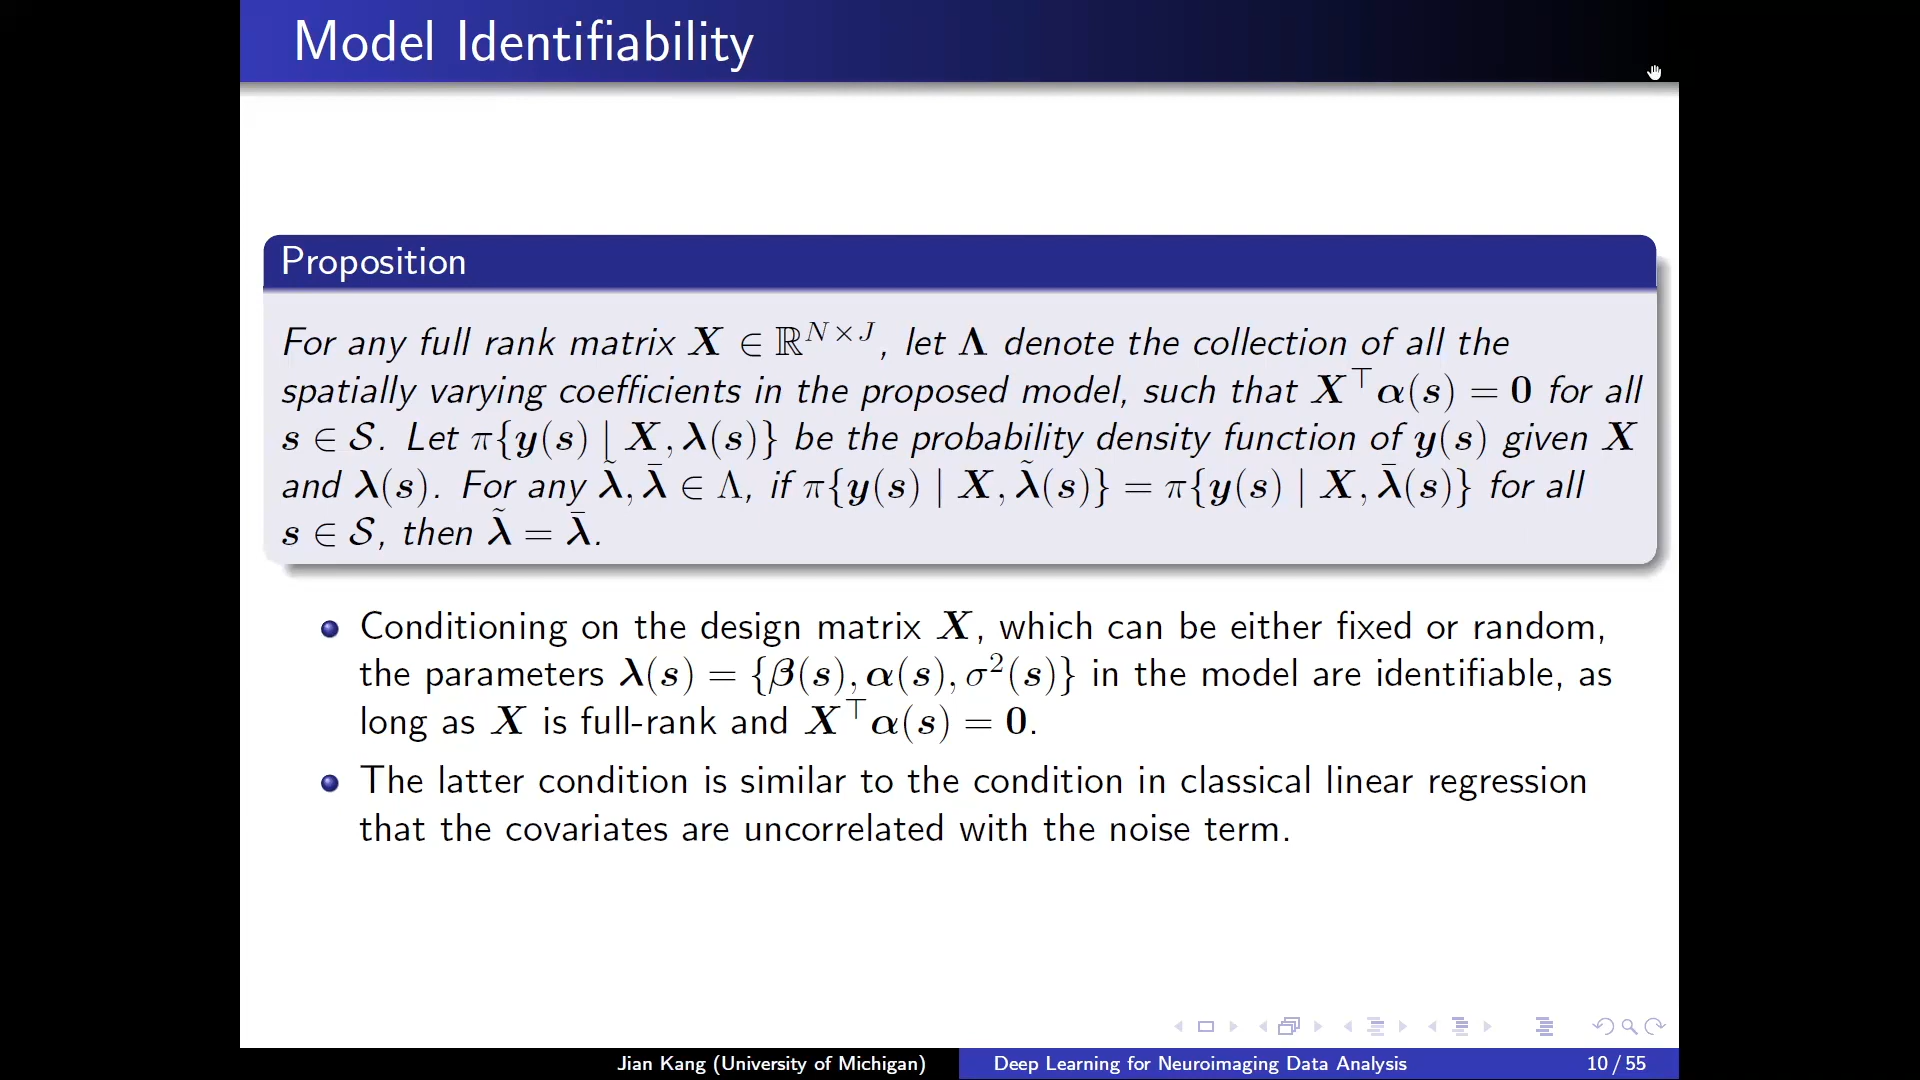 Model Identifiability
Proposition
For any full rank matrix X ∈ ℝ^{N×J}, let Λ denote the collection of all the
spatially varying coefficients in the proposed model, such that X^⊤α(s) = 0 for all
s ∈ 𝒮. Let π{y(s) | X, λ(s)} be the probability density function of y(s) given X
and λ(s). For any λ̃, λ̄ ∈ Λ, if π{y(s) | X, λ̃(s)} = π{y(s) | X, λ̄(s)} for all
s ∈ 𝒮, then λ̃ = λ̄.
Conditioning on the design matrix X, which can be either fixed or random,
the parameters λ(s) = {β(s), α(s), σ²(s)} in the model are identifiable, as
long as X is full-rank and X^⊤α(s) = 0.
The latter condition is similar to the condition in classical linear regression
that the covariates are uncorrelated with the noise term.
Jian Kang (University of Michigan)
Deep Learning for Neuroimaging Data Analysis
10 / 55